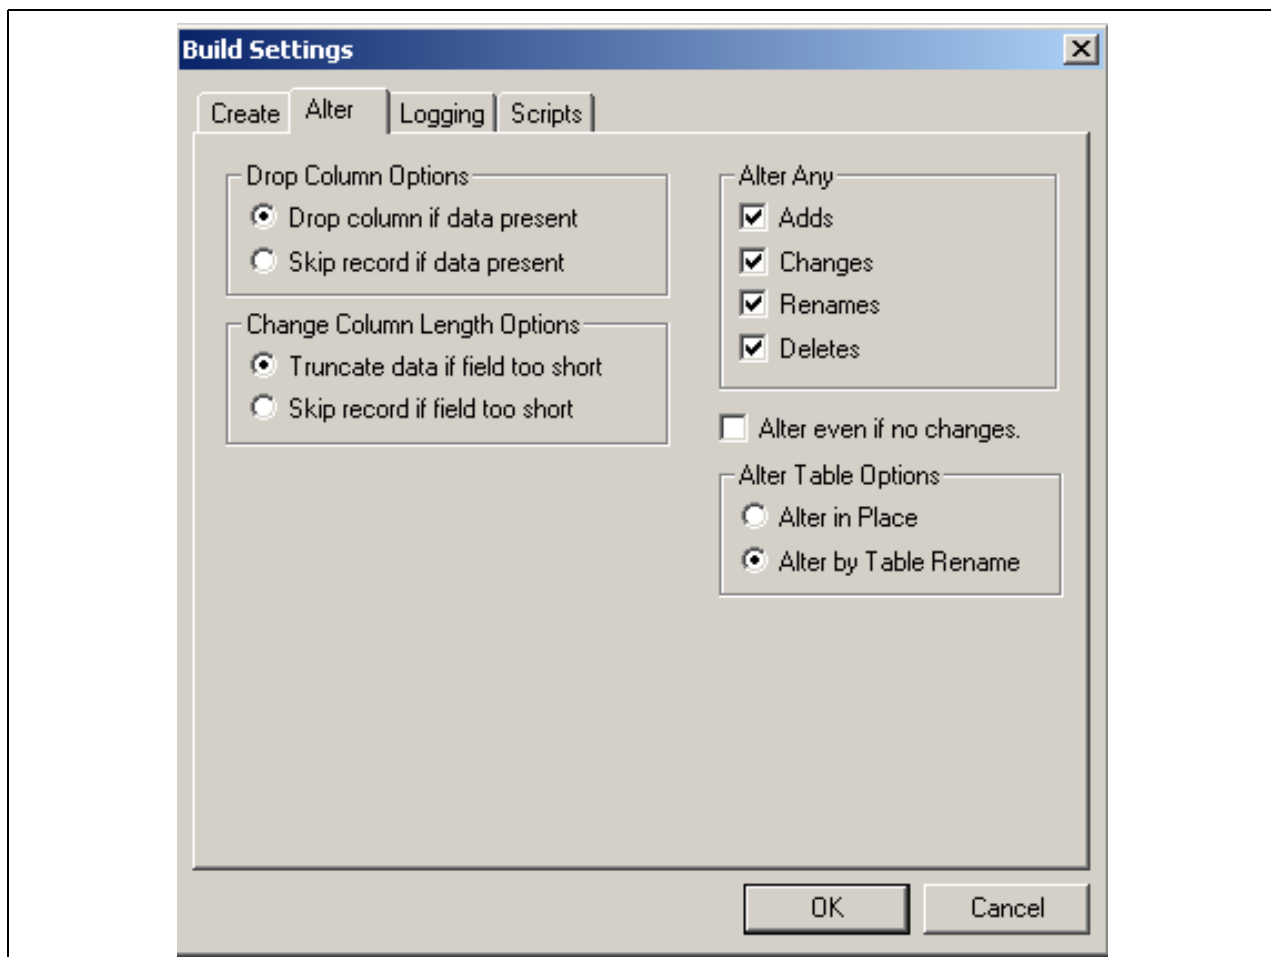 Build Settings
Create Alter Logging Scripts
Drop Column Options
Drop column if data present
Skip record if data present
Change Column Length Options
Truncate data if field too short
Skip record if field too short
Alter Any
Adds
Changes
Renames
Deletes
Alter even if no changes.
Alter Table Options
Alter in Place
Alter by Table Rename
OK Cancel